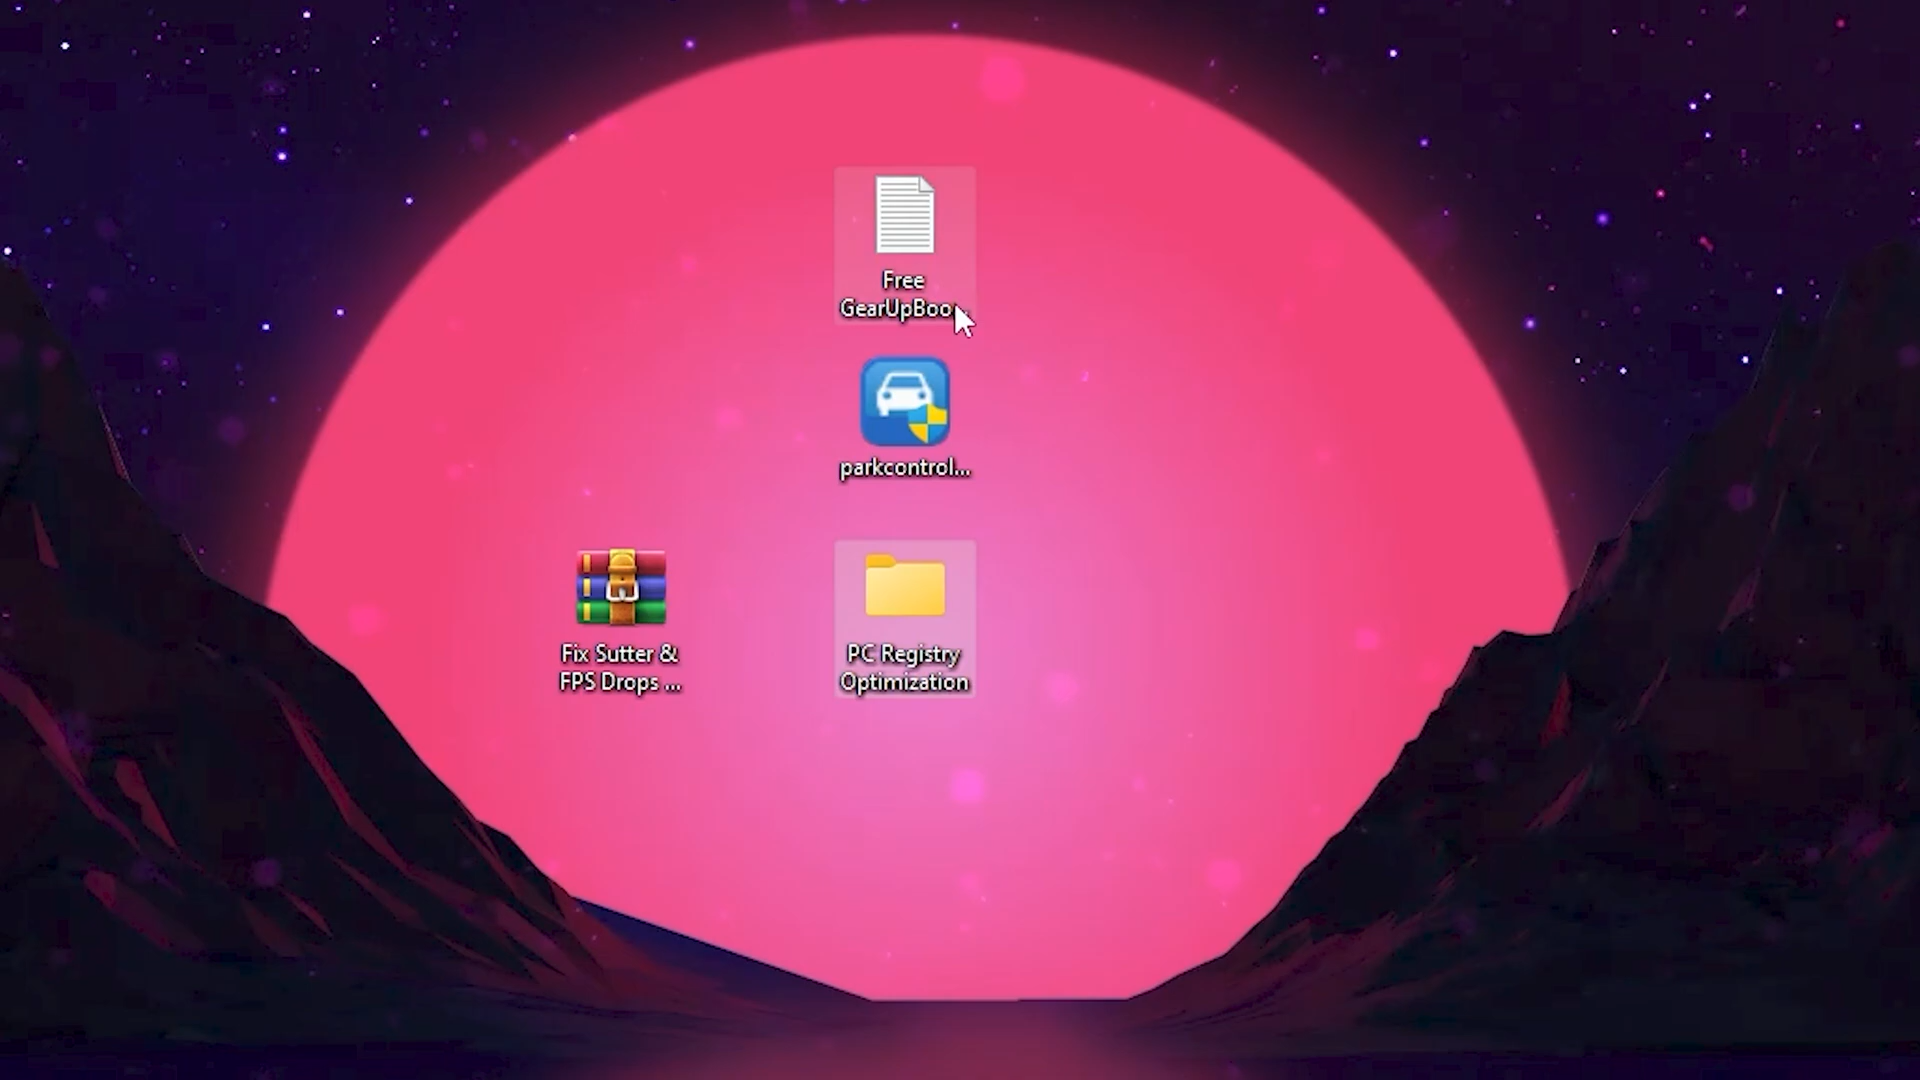 Free
GearUpBoo...
parkcontrol...
Fix Sutter &
FPS Drops ...
PC Registry
Optimization